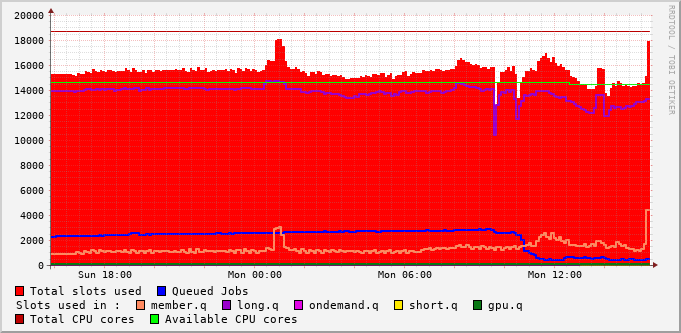 20000
18000
16000
14000
12000
10000
8000
6000
4000
2000
0
Sun 18:00 Mon 00:00 Mon 06:00 Mon 12:00
RRDTOOL / TOBI OETIKER
Total slots used Queued Jobs
Slots used in : member.q long.q ondemand.q short.q gpu.q
Total CPU cores Available CPU cores